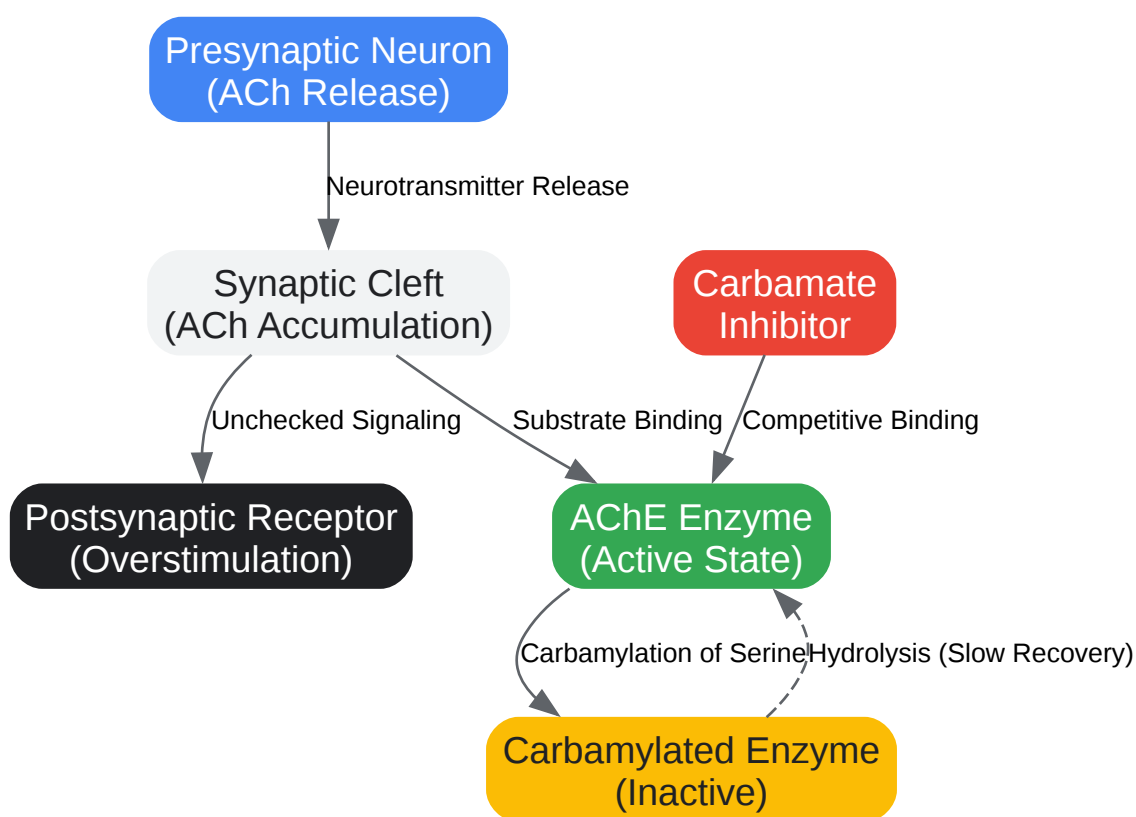 Presynaptic Neuron
(ACh Release)
Neurotransmitter Release
Synaptic Cleft
(ACh Accumulation)
Carbamate
Inhibitor
Unchecked Signaling
Substrate Binding
Competitive Binding
Postsynaptic Receptor
(Overstimulation)
AChE Enzyme
(Active State)
Carbamylation of Serine
Hydrolysis (Slow Recovery)
Carbamylated Enzyme
(Inactive)